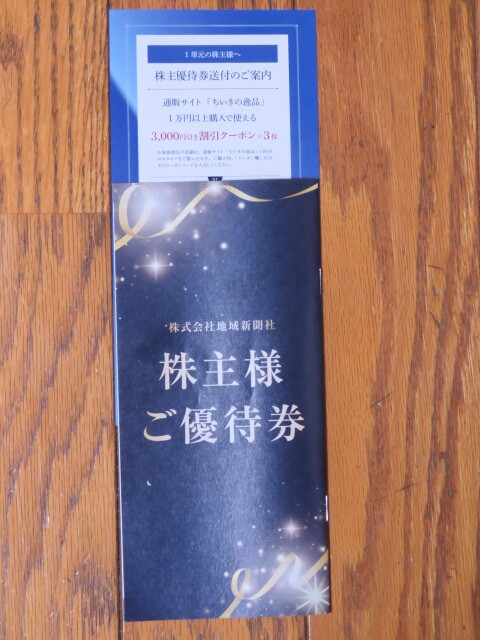 1単元の株主様へ
株主優待券送付のご案内
通販サイト「ちいきの逸品」
1万円以上購入で使える
3,000円引き割引クーポン×3枚
株式会社地域新聞社
株主様
ご優待券